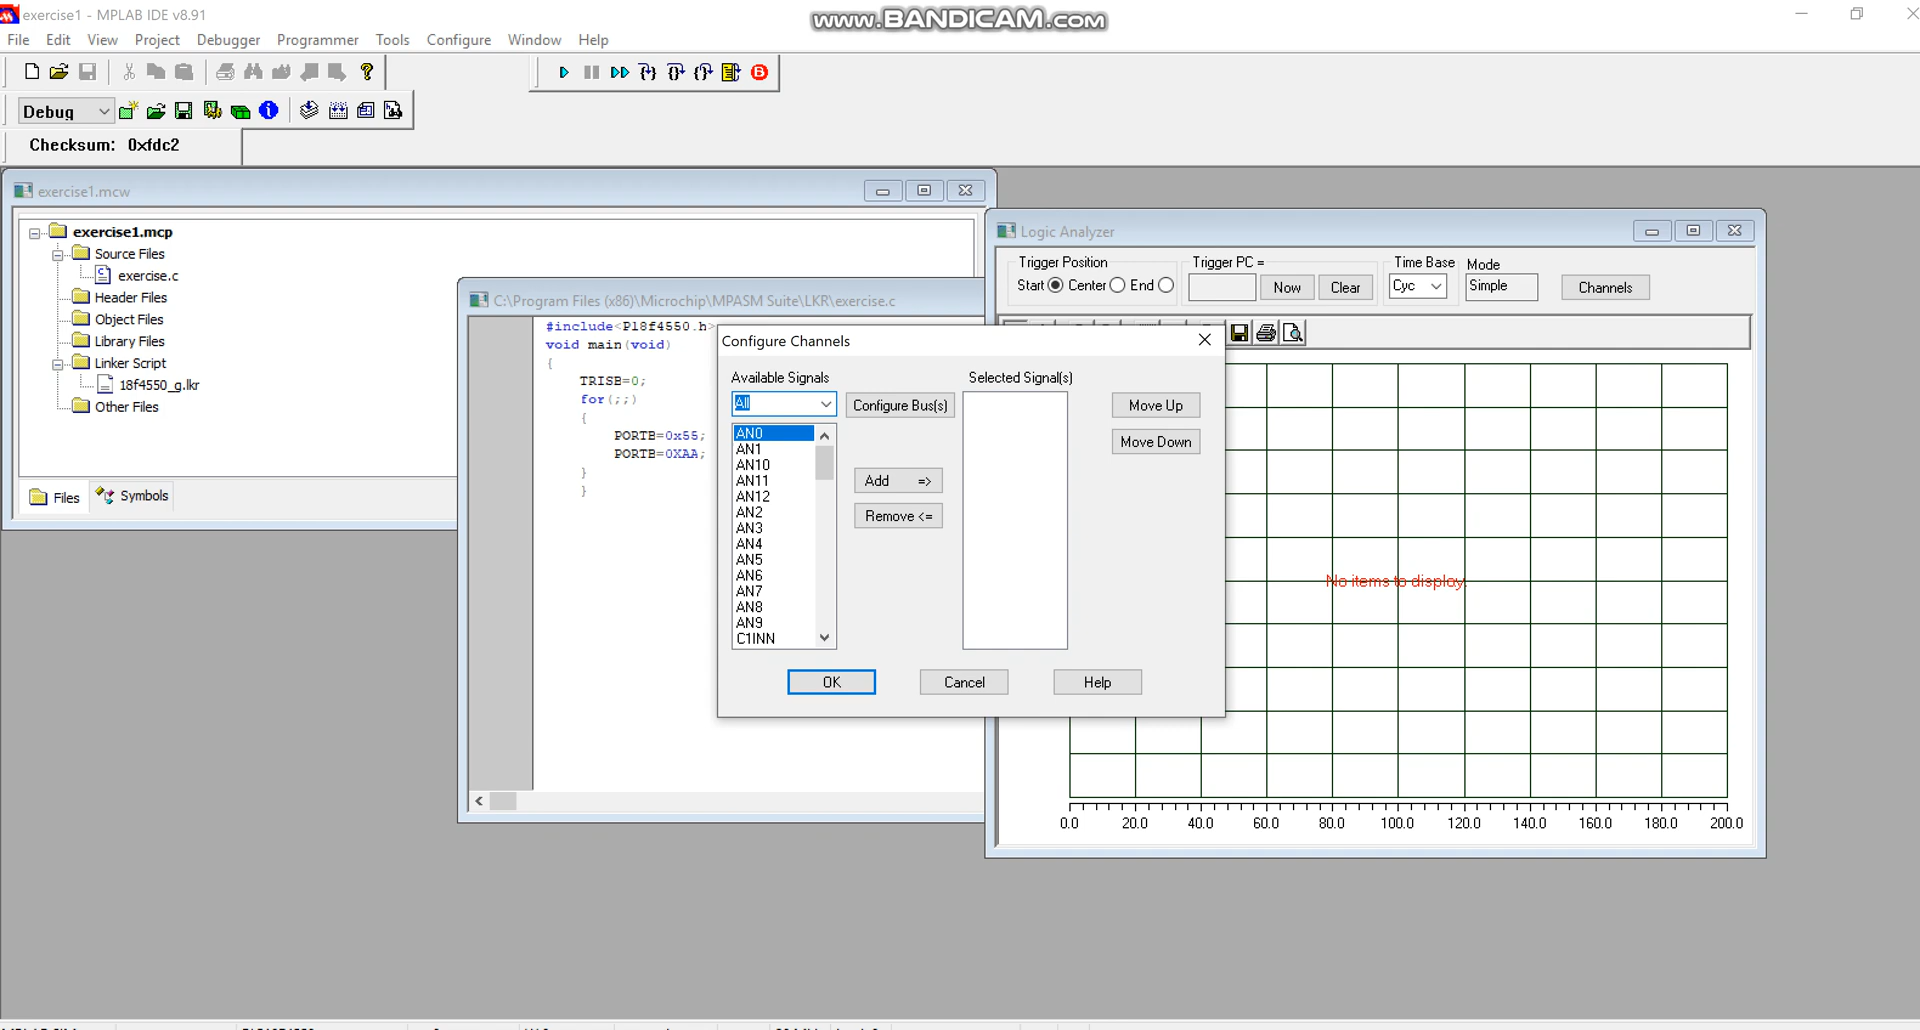 exercise1 - MPLAB IDE v8.91
www.BANDICAM.com
File Edit View Project Debugger Programmer Tools Configure Window Help
Debug
Checksum: 0xfdc2
exercise1.mcw
exercise1.mcp
Source Files
exercise.c
Header Files
Object Files
Library Files
Linker Script
18f4550_g.lkr
Other Files
Files Symbols
C:\Program Files (x86)\Microchip\MPASM Suite\LKR\exercise.c
#include<P18f4550.h>
void main(void)
{
TRISB=0;
for(;;)
{
PORTB=0x55;
PORTB=0XAA;
}
}
Configure Channels
Available Signals
Selected Signal(s)
All
Configure Bus(s)
Move Up
Move Down
AN0
AN1
AN10
AN11
AN12
AN2
AN3
AN4
AN5
AN6
AN7
AN8
AN9
C1INN
Add =>
Remove <=
OK Cancel Help
Logic Analyzer
Trigger Position
Start Center End
Trigger PC =
Now Clear
Time Base
Cyc
Mode
Simple
Channels
No items to display.
0.0 20.0 40.0 60.0 80.0 100.0 120.0 140.0 160.0 180.0 200.0